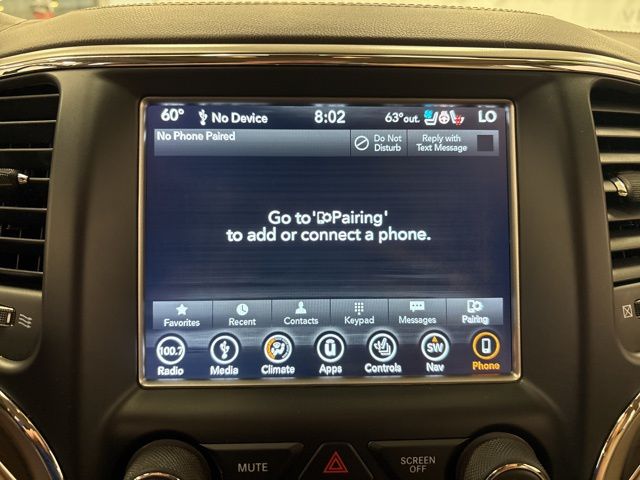 60° No Device 8:02 63°out. LO
No Phone Paired
Do Not
Disturb
Reply with
Text Message
Go to 'Pairing'
to add or connect a phone.
Favorites Recent Contacts Keypad Messages Pairing
100.7 SW
Radio Media Climate Apps Controls Nav Phone
MUTE
SCREEN
OFF